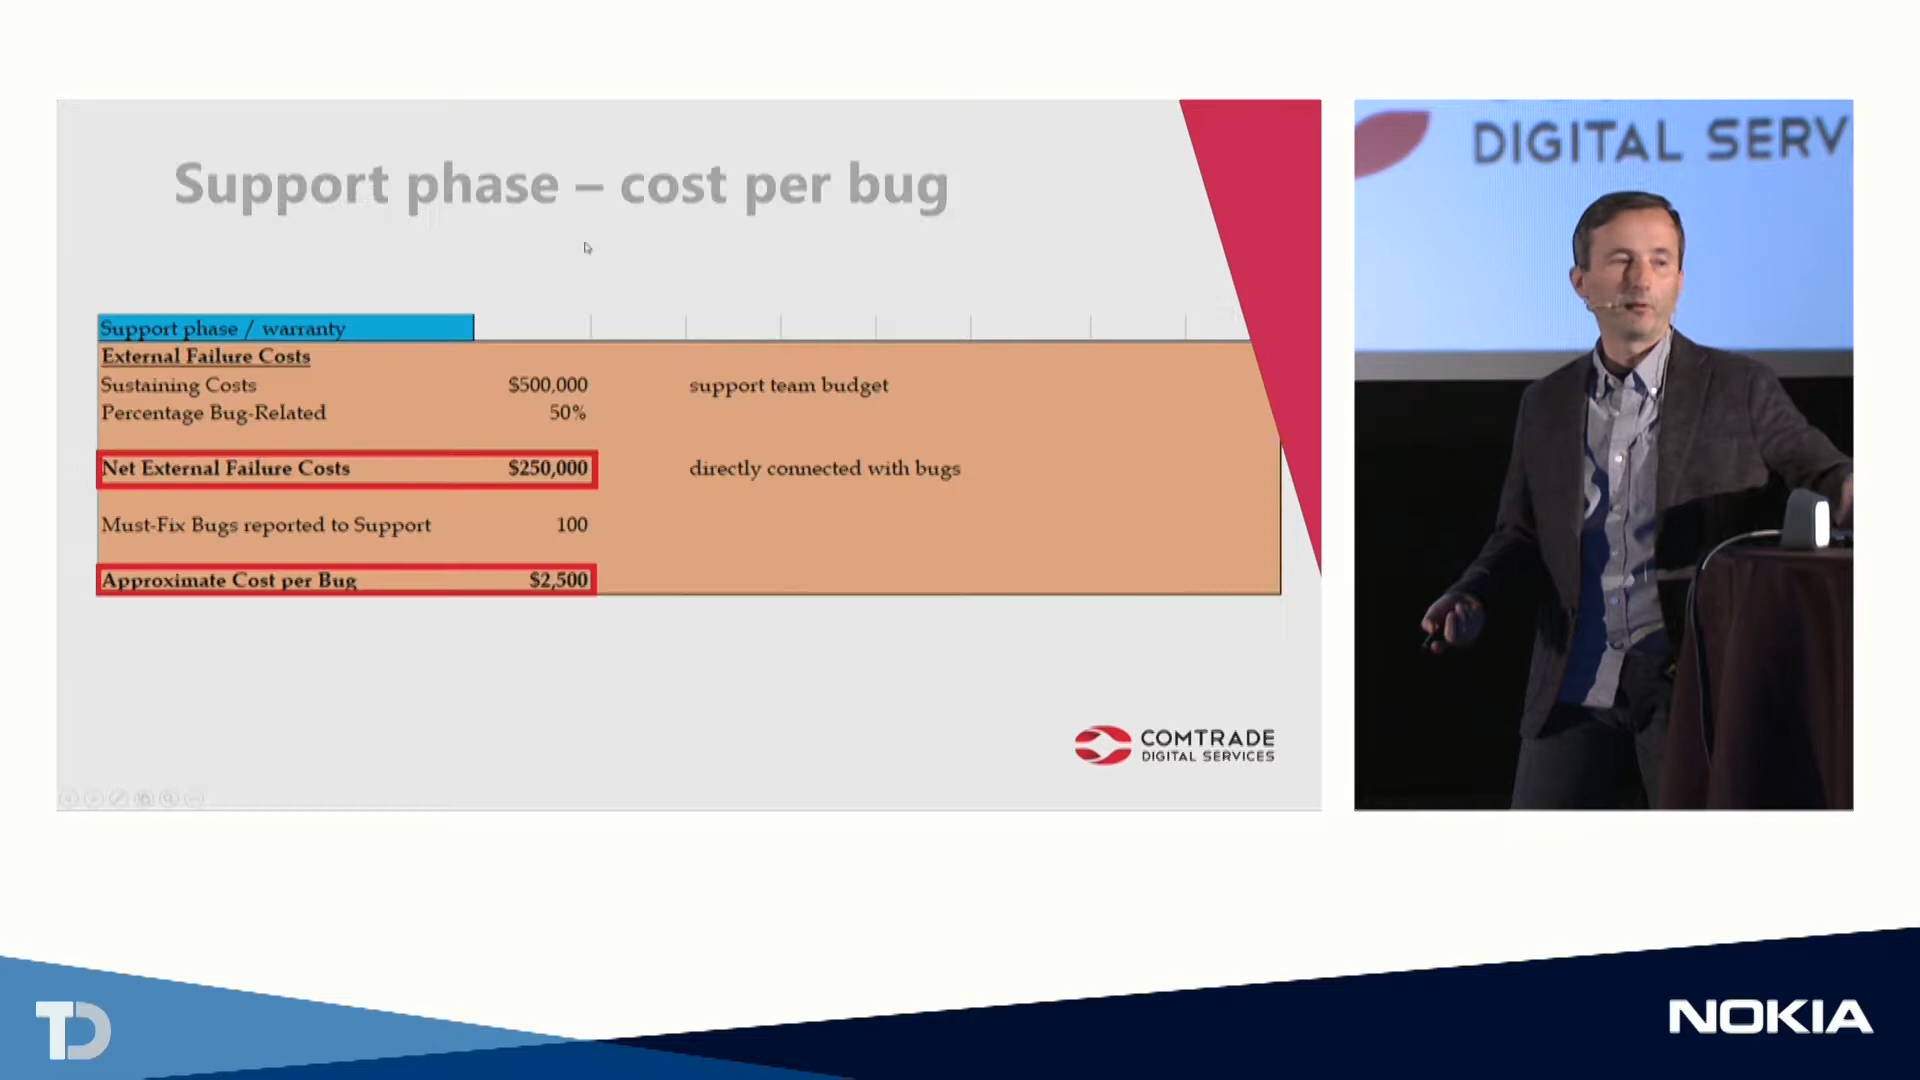 Support phase – cost per bug
Support phase / warranty
External Failure Costs
Sustaining Costs $500,000 support team budget
Percentage Bug-Related 50%
Net External Failure Costs $250,000 directly connected with bugs
Must-Fix Bugs reported to Support 100
Approximate Cost per Bug $2,500
COMTRADE
DIGITAL SERVICES
DIGITAL SERV
TD
NOKIA